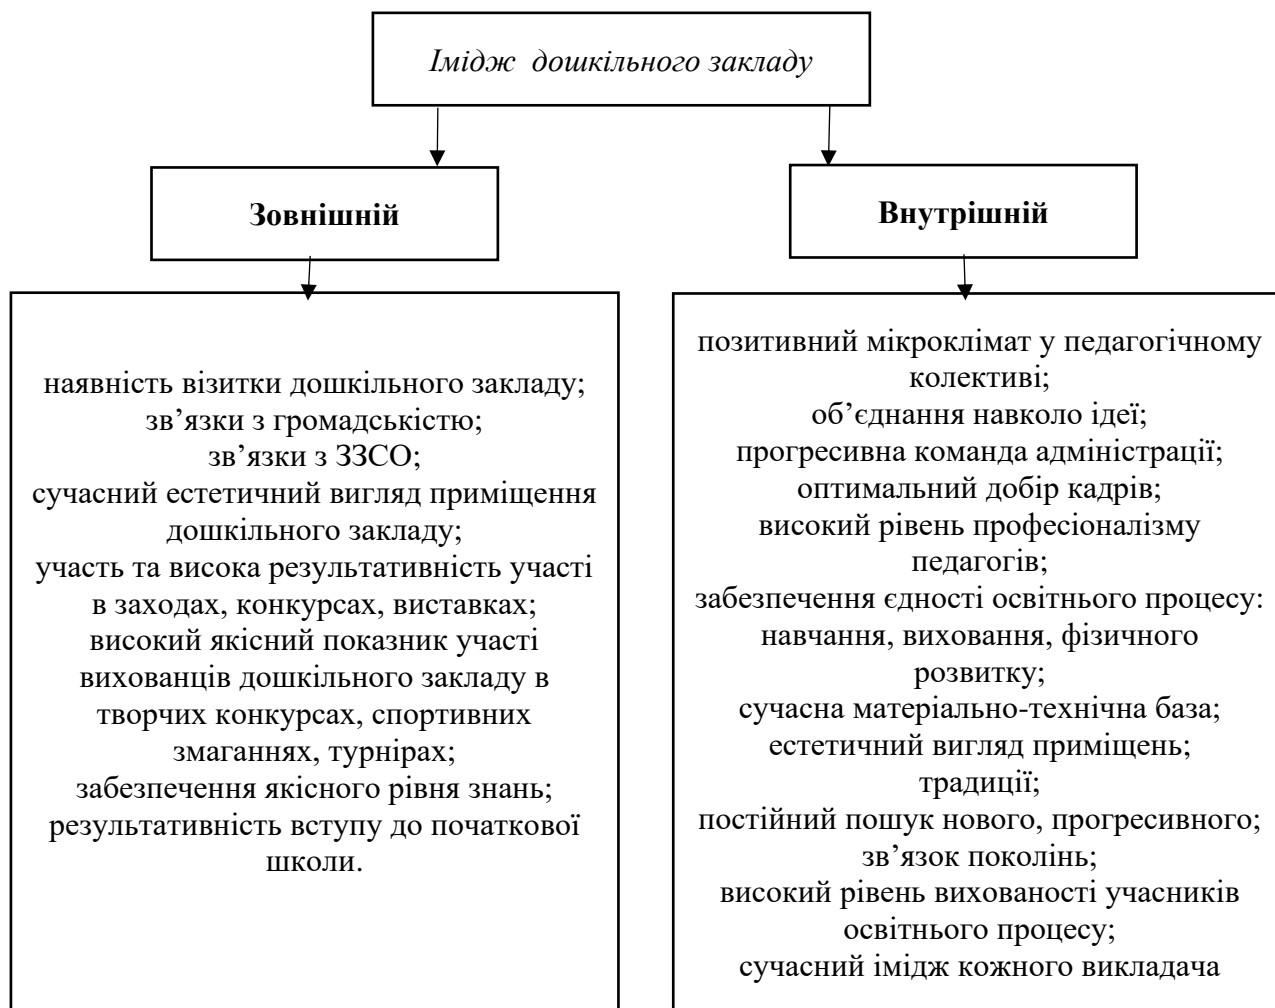 Імідж дошкільного закладу
Зовнішній
наявність візитки дошкільного закладу;
зв’язки з громадськістю;
зв’язки з ЗЗСО;
сучасний естетичний вигляд приміщення
дошкільного закладу;
участь та висока результативність участі
в заходах, конкурсах, виставках;
високий якісний показник участі
вихованців дошкільного закладу в
творчих конкурсах, спортивних
змаганнях, турнірах;
забезпечення якісного рівня знань;
результативність вступу до початкової
школи.
Внутрішній
позитивний мікроклімат у педагогічному
колективі;
об’єднання навколо ідеї;
прогресивна команда адміністрації;
оптимальний добір кадрів;
високий рівень професіоналізму
педагогів;
забезпечення єдності освітнього процесу:
навчання, виховання, фізичного
розвитку;
сучасна матеріально-технічна база;
естетичний вигляд приміщень;
традиції;
постійний пошук нового, прогресивного;
зв’язок поколінь;
високий рівень вихованості учасників
освітнього процесу;
сучасний імідж кожного викладача